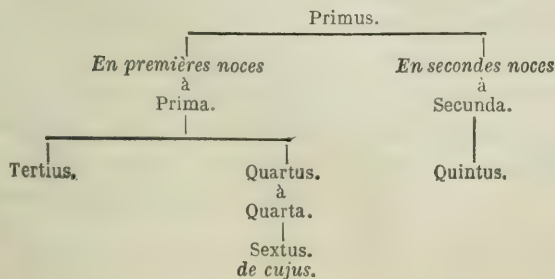 Primus.
En premières noces En secondes noces
à à
Prima. Secunda.
Tertius. Quartus. Quintus.
à
Quarta.
Sextus.
de cujus.